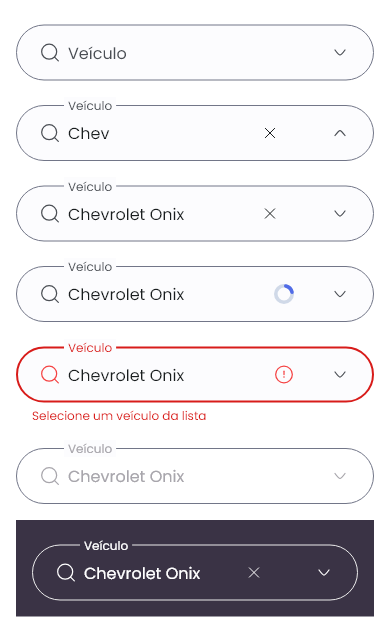 Veículo
Veículo
Chev
Veículo
Chevrolet Onix
Veículo
Chevrolet Onix
Veículo
Chevrolet Onix
Selecione um veículo da lista
Veículo
Chevrolet Onix
Veículo
Chevrolet Onix